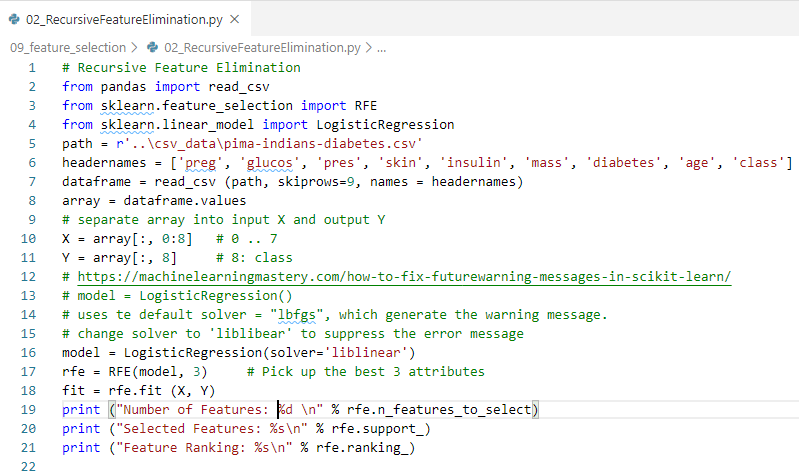 02_RecursiveFeatureElimination.py ×
09_feature_selection > 02_RecursiveFeatureElimination.py > ...
1 # Recursive Feature Elimination
2 from pandas import read_csv
3 from sklearn.feature_selection import RFE
4 from sklearn.linear_model import LogisticRegression
5 path = r'..\csv_data\pima-indians-diabetes.csv'
6 headernames = ['preg', 'glucos', 'pres', 'skin', 'insulin', 'mass', 'diabetes', 'age', 'class']
7 dataframe = read_csv (path, skiprows=9, names = headernames)
8 array = dataframe.values
9 # separate array into input X and output Y
10 X = array[:, 0:8]   # 0 .. 7
11 Y = array[:, 8]     # 8: class
12 # https://machinelearningmastery.com/how-to-fix-futurewarning-messages-in-scikit-learn/
13 # model = LogisticRegression()
14 # uses te default solver = "lbfgs", which generate the warning message.
15 # change solver to 'liblibear' to suppress the error message
16 model = LogisticRegression(solver='liblinear')
17 rfe = RFE(model, 3)     # Pick up the best 3 attributes
18 fit = rfe.fit (X, Y)
19 print ("Number of Features: %d \n" % rfe.n_features_to_select)
20 print ("Selected Features: %s\n" % rfe.support_)
21 print ("Feature Ranking: %s\n" % rfe.ranking_)
22